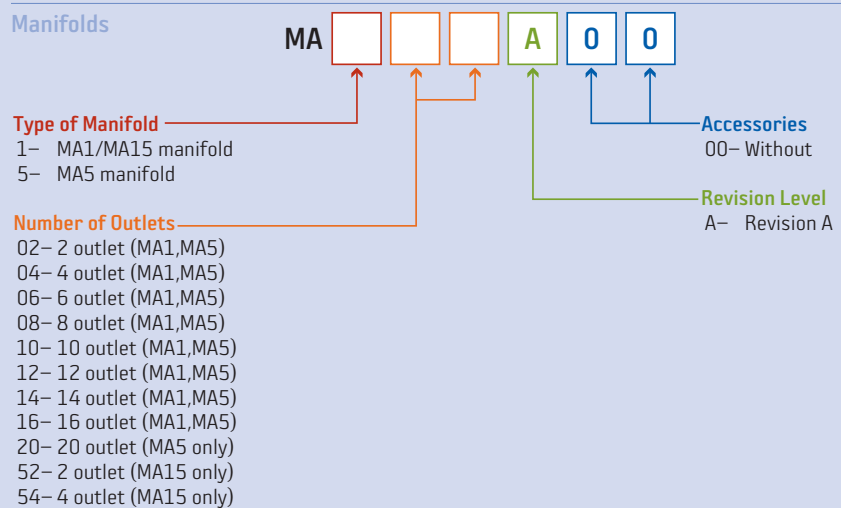 Manifolds
MA A 0 0
Type of Manifold
1– MA1/MA15 manifold
5– MA5 manifold
Number of Outlets
02– 2 outlet (MA1,MA5)
04– 4 outlet (MA1,MA5)
06– 6 outlet (MA1,MA5)
08– 8 outlet (MA1,MA5)
10– 10 outlet (MA1,MA5)
12– 12 outlet (MA1,MA5)
14– 14 outlet (MA1,MA5)
16– 16 outlet (MA1,MA5)
20– 20 outlet (MA5 only)
52– 2 outlet (MA15 only)
54– 4 outlet (MA15 only)
Accessories
00– Without
Revision Level
A– Revision A